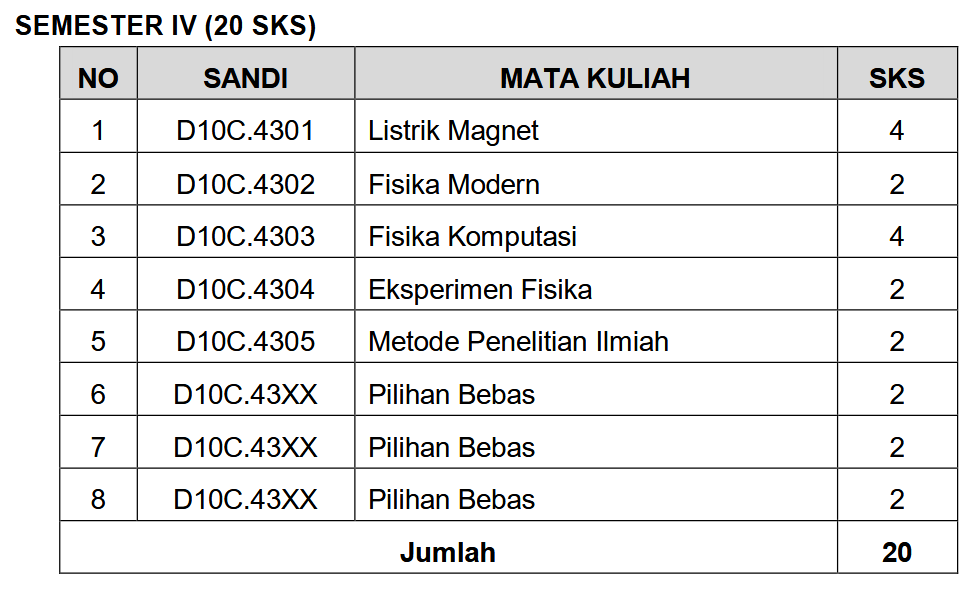 SEMESTER IV (20 SKS)
NO SANDI MATA KULIAH SKS
1 D10C.4301 Listrik Magnet 4
2 D10C.4302 Fisika Modern 2
3 D10C.4303 Fisika Komputasi 4
4 D10C.4304 Eksperimen Fisika 2
5 D10C.4305 Metode Penelitian Ilmiah 2
6 D10C.43XX Pilihan Bebas 2
7 D10C.43XX Pilihan Bebas 2
8 D10C.43XX Pilihan Bebas 2
Jumlah 20